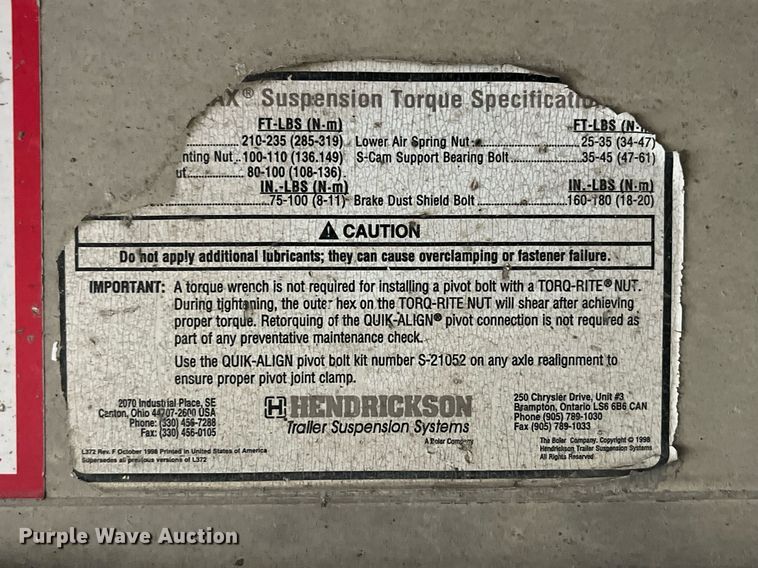 AX® Suspension Torque Specificatio
FT-LBS (N-m) FT-LBS (N-m
210-235 (285-319) Lower Air Spring Nut 25-35 (34-47)
nting Nut..100-110 (136.149) S-Cam Support Bearing Bolt 35-45 (47-61)
ut 80-100 (108-136)
IN.-LBS (N-m) IN.-LBS (N-m)
75-100 (8-11) Brake Dust Shield Bolt 160-180 (18-20)
⚠ CAUTION
Do not apply additional lubricants; they can cause overclamping or fastener failure.
IMPORTANT: A torque wrench is not required for installing a pivot bolt with a TORQ-RITE® NUT.
During tightening, the outer hex on the TORQ-RITE NUT will shear after achieving
proper torque. Retorquing of the QUIK-ALIGN® pivot connection is not required as
part of any preventative maintenance check.
Use the QUIK-ALIGN pivot bolt kit number S-21052 on any axle realignment to
ensure proper pivot joint clamp.
2070 Industrial Place, SE
Canton, Ohio 44707-2600 USA
Phone: (330) 456-7288
Fax: (330) 456-0105
HENDRICKSON
Trailer Suspension Systems
A Boler Company
250 Chrysler Drive, Unit #3
Brampton, Ontario LS6 6B6 CAN
Phone (905) 789-1030
Fax (905) 789-1033
L372 Rev. F October 1998 Printed in United States of America
Supersedes all previous versions of L372
The Boler Company. Copyright © 1998
Hendrickson Trailer Suspension Systems
All Rights Reserved
Purple Wave Auction